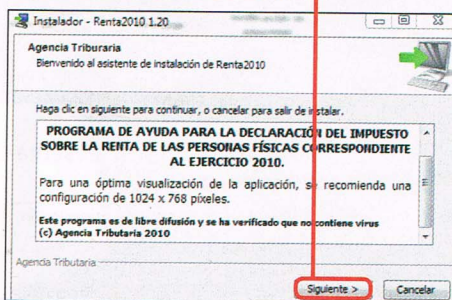 Instalador - Renta2010 1.20
Agencia Triburaria
Bienvenido al asistente de instalación de Renta2010
Haga clic en siguiente para continuar, o cancelar para salir de instalar.
PROGRAMA DE AYUDA PARA LA DECLARACIÓN DEL IMPUESTO
SOBRE LA RENTA DE LAS PERSONAS FÍSICAS CORRESPONDIENTE
AL EJERCICIO 2010.
Para una óptima visualización de la aplicación, se recomienda una
configuración de 1024 x 768 píxeles.
Este programa es de libre difusión y se ha verificado que no contiene virus
(c) Agencia Tributaria 2010
Agencia Tributaria
Siguiente >
Cancelar